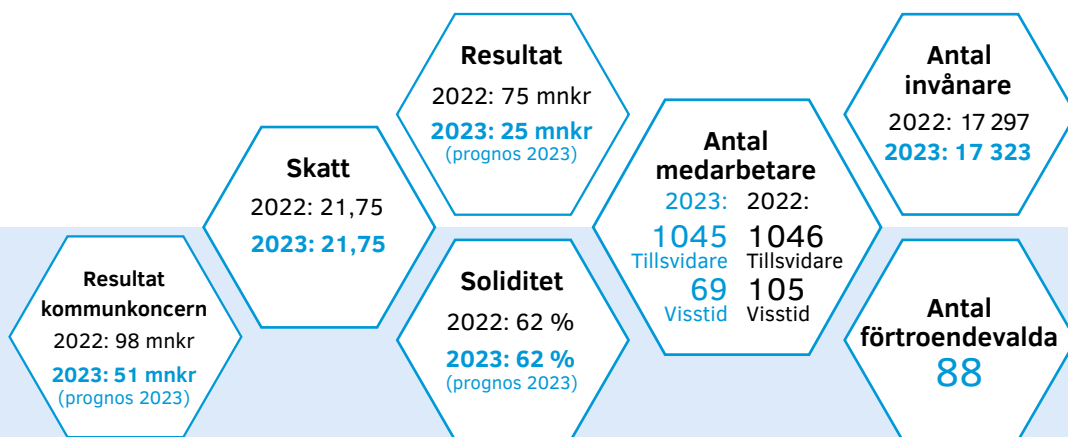 Resultat
2022: 75 mnkr
2023: 25 mnkr
(prognos 2023)
Antal
invånare
2022: 17 297
2023: 17 323
Skatt
2022: 21,75
2023: 21,75
Antal
medarbetare
2023: 2022:
1045 1046
Tillsvidare Tillsvidare
69 105
Visstid Visstid
Resultat
kommunkoncern
2022: 98 mnkr
2023: 51 mnkr
(prognos 2023)
Soliditet
2022: 62 %
2023: 62 %
(prognos 2023)
Antal
förtroendevalda
88